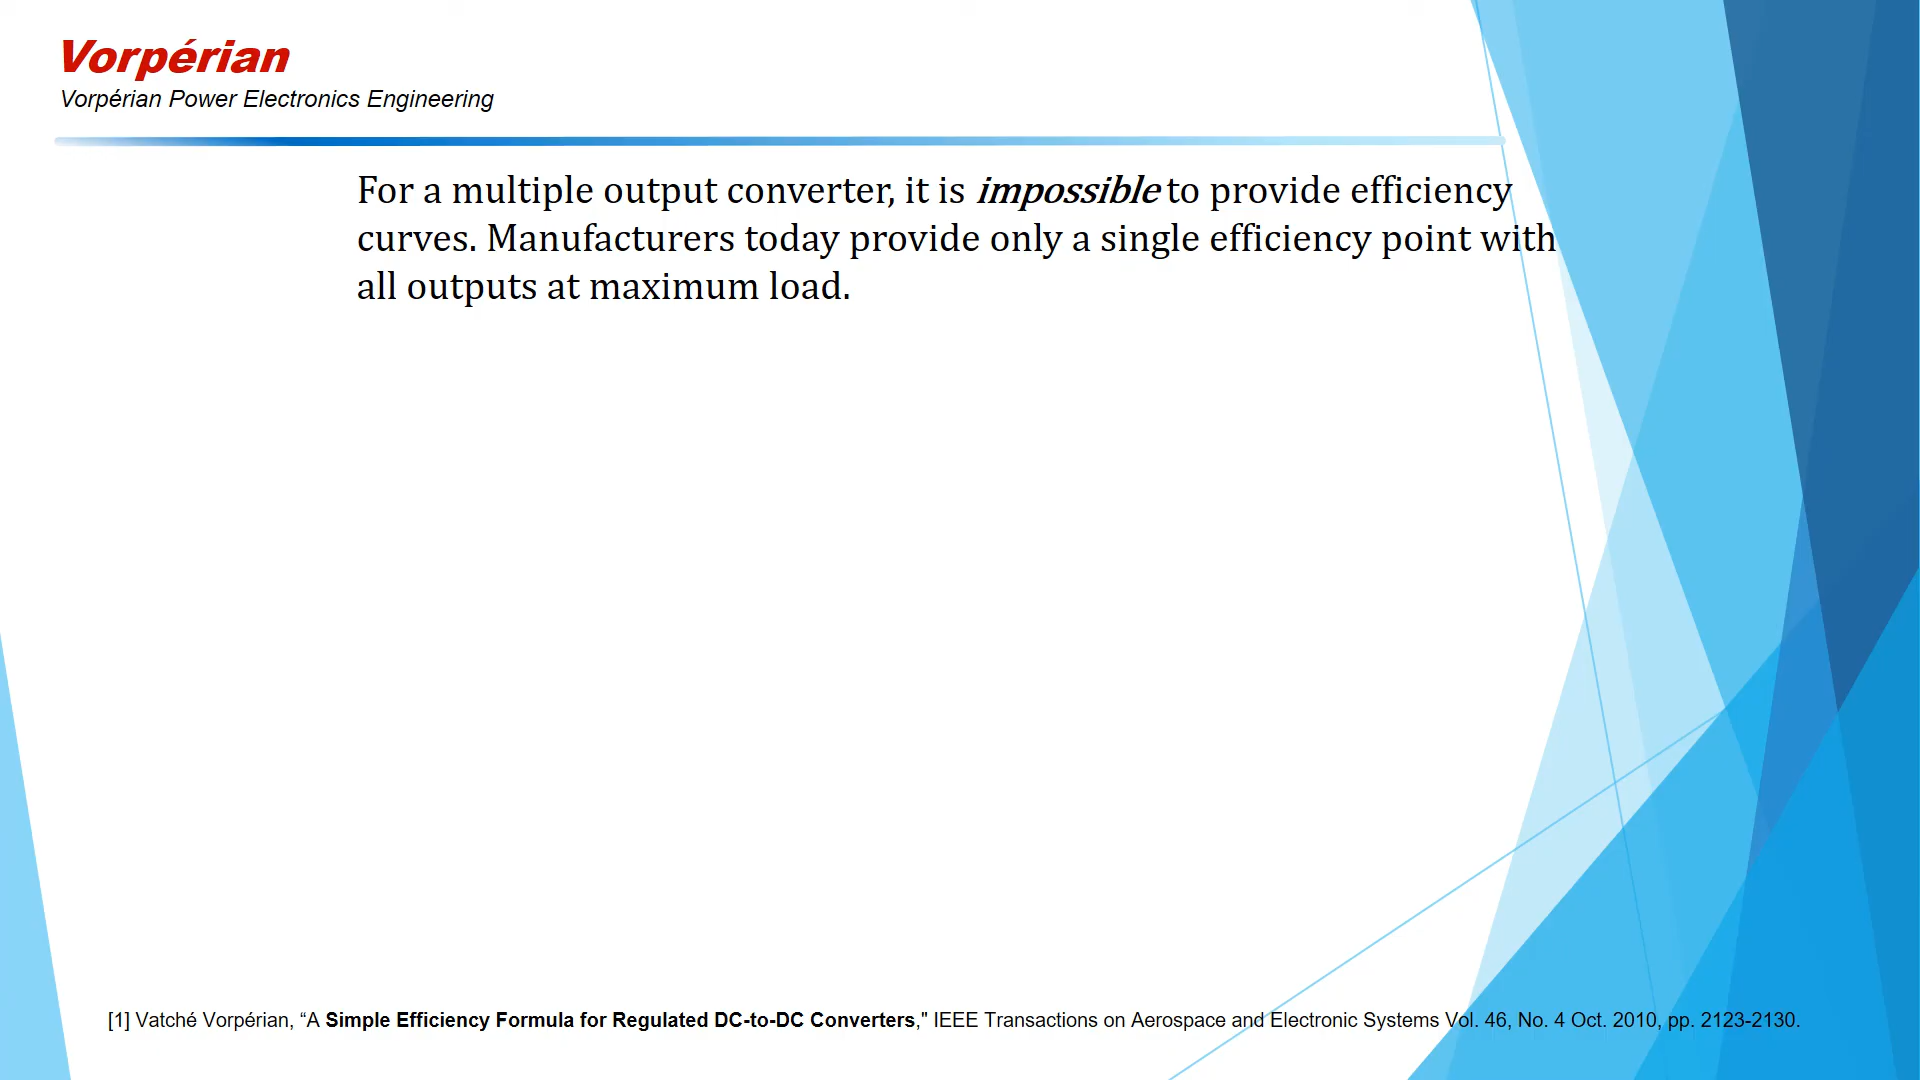 Vorpérian
Vorpérian Power Electronics Engineering
For a multiple output converter, it is impossible to provide efficiency
curves. Manufacturers today provide only a single efficiency point with
all outputs at maximum load.
[1] Vatché Vorpérian, “A Simple Efficiency Formula for Regulated DC-to-DC Converters," IEEE Transactions on Aerospace and Electronic Systems Vol. 46, No. 4 Oct. 2010, pp. 2123-2130.